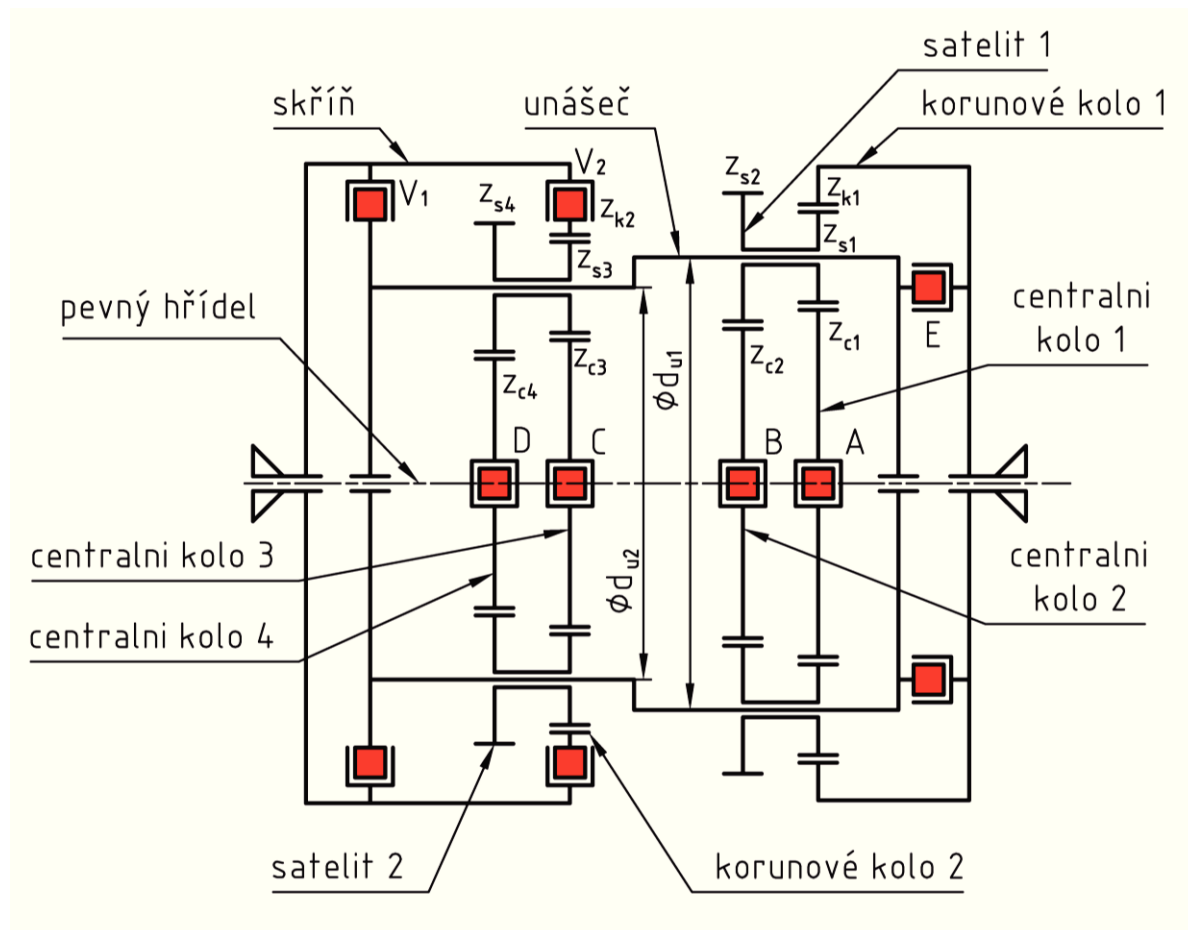 satelit 1
skříň
unášeč
korunové kolo 1
V1
V2
zs4
zk2
zs3
zs2
zk1
zs1
pevný hřídel
centralni
kolo 1
E
zc3
zc4
zc2
zc1
ϕdu1
D
C
B
A
centralni kolo 3
ϕdu2
centralni
kolo 2
centralni kolo 4
satelit 2
korunové kolo 2